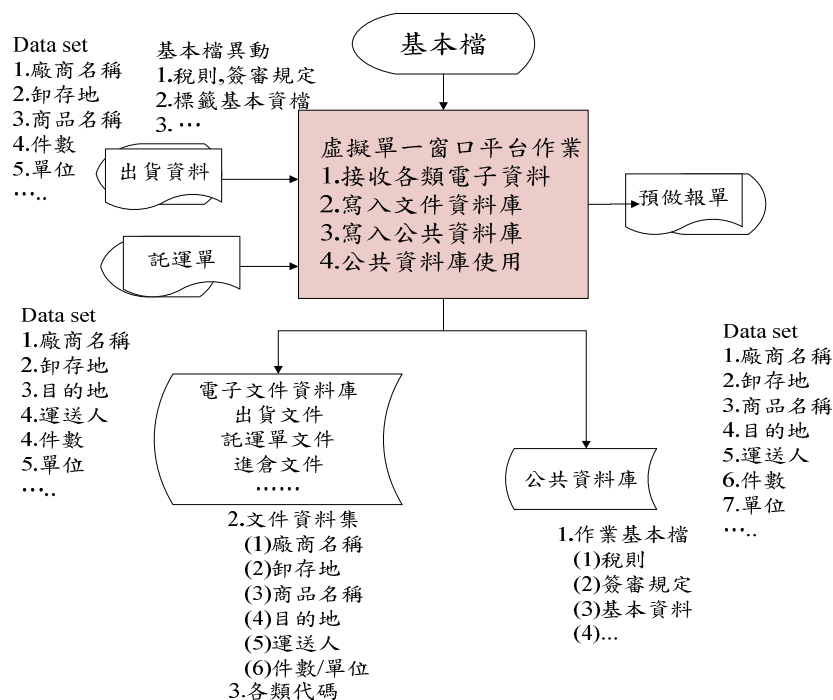 Data set
1.廠商名稱
2.卸存地
3.商品名稱
4.件數
5.單位
…..
基本檔異動
1.稅則,簽審規定
2.標籤基本資檔
3. …
基本檔
出貨資料
託運單
虛擬單一窗口平台作業
1.接收各類電子資料
2.寫入文件資料庫
3.寫入公共資料庫
4.公共資料庫使用
預做報單
Data set
1.廠商名稱
2.卸存地
3.目的地
4.運送人
4.件數
5.單位
…..
電子文件資料庫
出貨文件
託運單文件
進倉文件
……
2.文件資料集
(1)廠商名稱
(2)卸存地
(3)商品名稱
(4)目的地
(5)運送人
(6)件數/單位
3.各類代碼
公共資料庫
1.作業基本檔
(1)稅則
(2)簽審規定
(3)基本資料
(4)...
Data set
1.廠商名稱
2.卸存地
3.商品名稱
4.目的地
5.運送人
6.件數
7.單位
…..